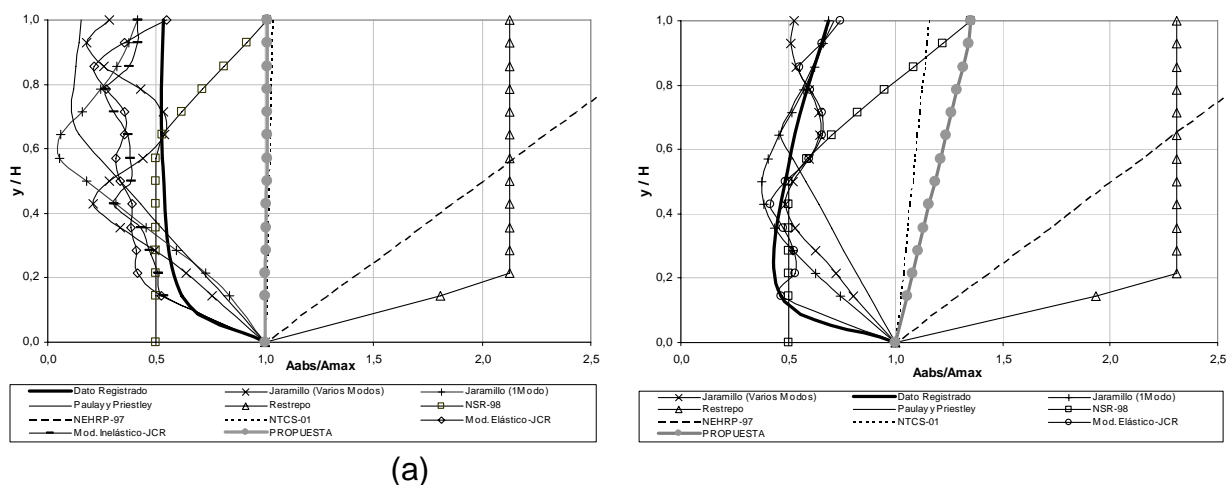 1,0
0,8
0,6
0,4
0,2
0,0
y / H
0,0 0,5 1,0 1,5 2,0 2,5
Aabs/Amax
Dato Registrado Jaramillo (Varios Modos) Jaramillo (1Modo)
Paulay y Priestley Restrepo NSR-98
NEHRP-97 NTCS-01 Mod. Elástico-JCR
Mod. Inelástico-JCR PROPUESTA
(a)
1,0
0,8
0,6
0,4
0,2
0,0
y / H
0,0 0,5 1,0 1,5 2,0 2,5
Aabs/Amax
Jaramillo (Varios Modos) Dato Registrado Jaramillo (1Modo)
Restrepo Paulay y Priestley NSR-98
NEHRP-97 NTCS-01 Mod. Elástico-JCR
PROPUESTA